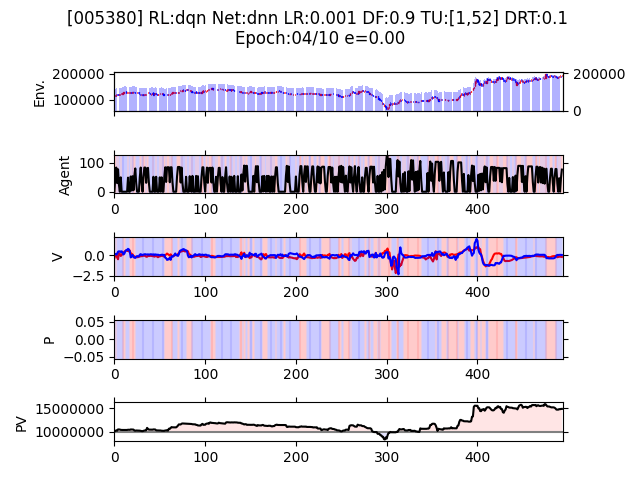 [005380] RL:dqn Net:dnn LR:0.001 DF:0.9 TU:[1,52] DRT:0.1
Epoch:04/10 e=0.00
Env.
200000
100000
200000
0
Agent
100
0
0 100 200 300 400
V
0.0
−2.5
0 100 200 300 400
P
0.05
0.00
−0.05
0 100 200 300 400
PV
15000000
10000000
0 100 200 300 400